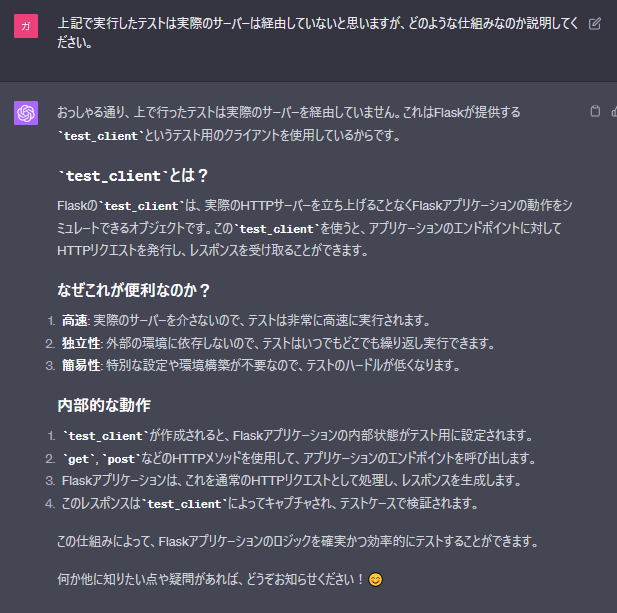 ガ
上記で実行したテストは実際のサーバーは経由していないと思いますが、どのような仕組みなのか説明してく
ださい。
おっしゃる通り、上で行ったテストは実際のサーバーを経由していません。これはFlaskが提供する
`test_client`というテスト用のクライアントを使用しているからです。
`test_client`とは？
Flaskの`test_client`は、実際のHTTPサーバーを立ち上げることなくFlaskアプリケーションの動作をシ
ミュレートできるオブジェクトです。この`test_client`を使うと、アプリケーションのエンドポイントに対して
HTTPリクエストを発行し、レスポンスを受け取ることができます。
なぜこれが便利なのか？
1. 高速: 実際のサーバーを介さないので、テストは非常に高速に実行されます。
2. 独立性: 外部の環境に依存しないので、テストはいつでもどこでも繰り返し実行できます。
3. 簡易性: 特別な設定や環境構築が不要なので、テストのハードルが低くなります。
内部的な動作
1. `test_client`が作成されると、Flaskアプリケーションの内部状態がテスト用に設定されます。
2. `get`, `post`などのHTTPメソッドを使用して、アプリケーションのエンドポイントを呼び出します。
3. Flaskアプリケーションは、これを通常のHTTPリクエストとして処理し、レスポンスを生成します。
4. このレスポンスは`test_client`によってキャプチャされ、テストケースで検証されます。
この仕組みによって、Flaskアプリケーションのロジックを確実かつ効率的にテストすることができます。
何か他に知りたい点や疑問があれば、どうぞお知らせください！😊